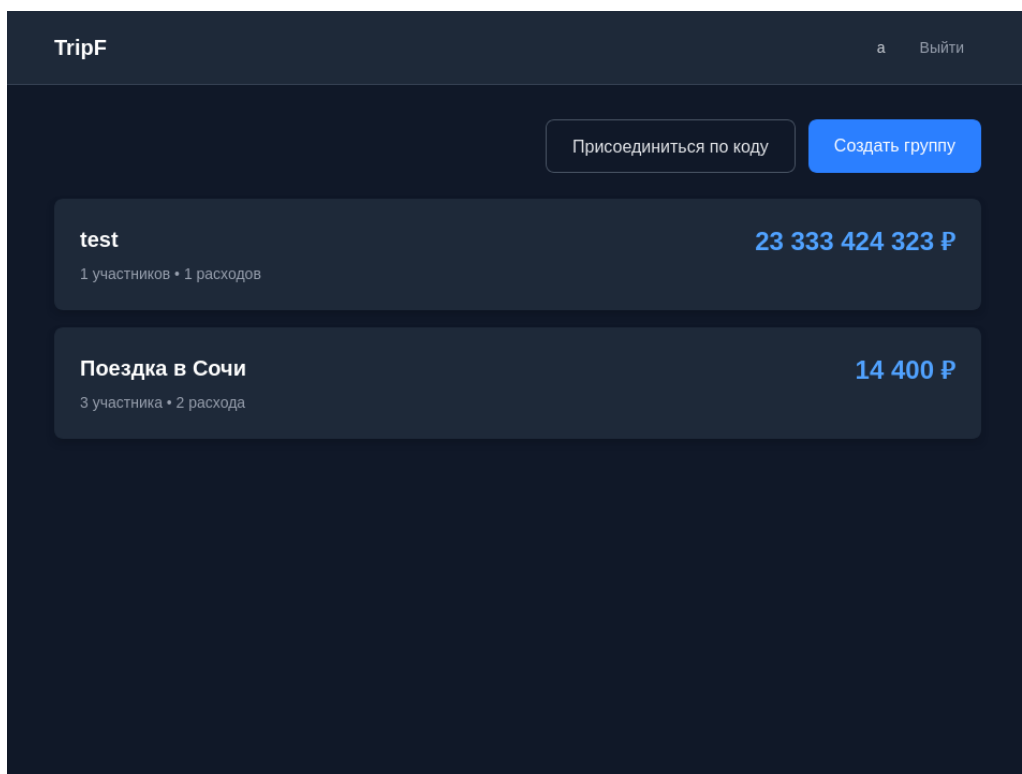 TripF
a Выйти
Присоединиться по коду Создать группу
test 23 333 424 323 ₽
1 участников • 1 расходов
Поездка в Сочи 14 400 ₽
3 участника • 2 расхода